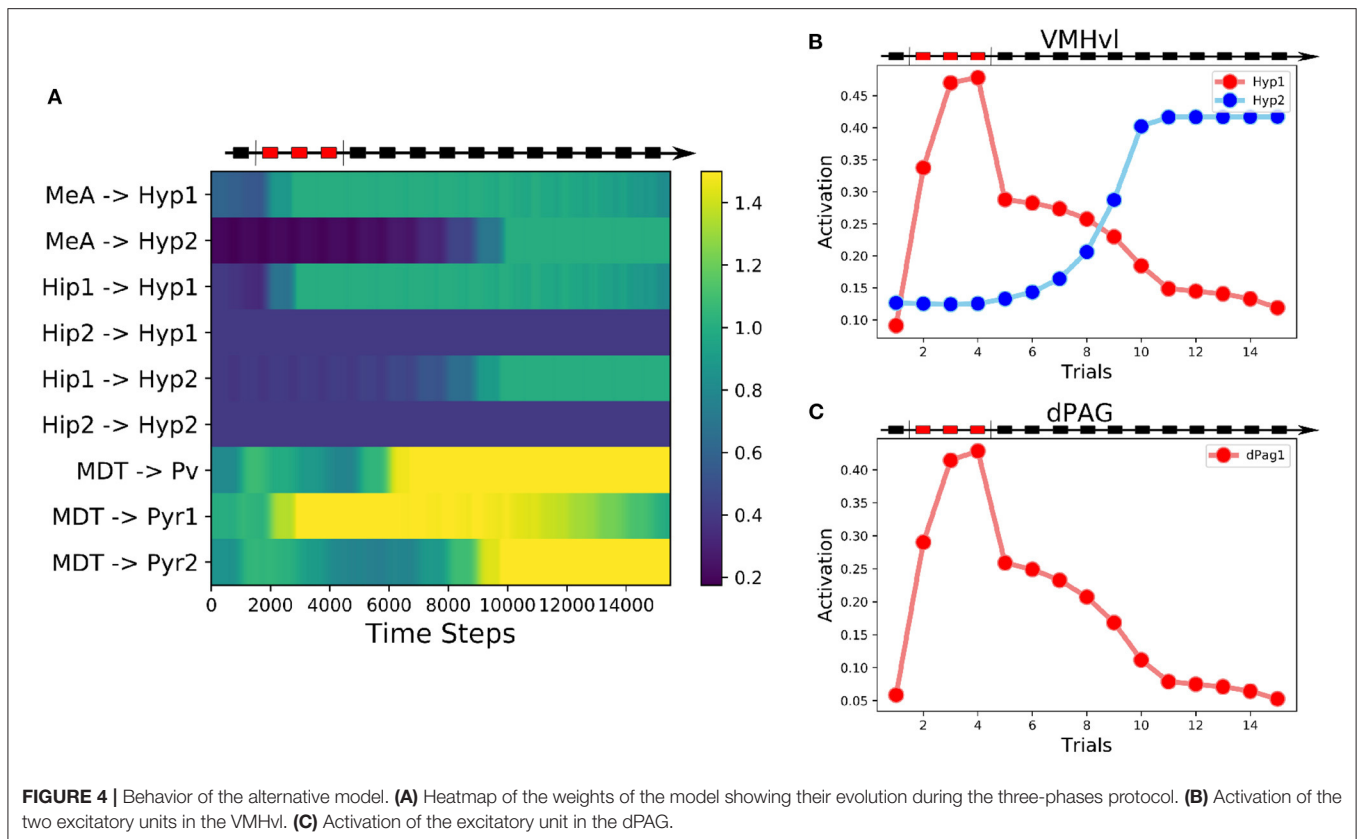 A
MeA -> Hyp1
MeA -> Hyp2
Hip1 -> Hyp1
Hip2 -> Hyp1
Hip1 -> Hyp2
Hip2 -> Hyp2
MDT -> Pv
MDT -> Pyr1
MDT -> Pyr2
0 2000 4000 6000 8000 10000 12000 14000
Time Steps
1.4
1.2
1.0
0.8
0.6
0.4
0.2
B
VMHvl
Hyp1
Hyp2
0.45
0.40
0.35
0.30
0.25
0.20
0.15
0.10
Activation
2 4 6 8 10 12 14
Trials
C
dPAG
dPag1
0.40
0.35
0.30
0.25
0.20
0.15
0.10
0.05
Activation
2 4 6 8 10 12 14
Trials
FIGURE 4 | Behavior of the alternative model. (A) Heatmap of the weights of the model showing their evolution during the three-phases protocol. (B) Activation of the
two excitatory units in the VMHvl. (C) Activation of the excitatory unit in the dPAG.